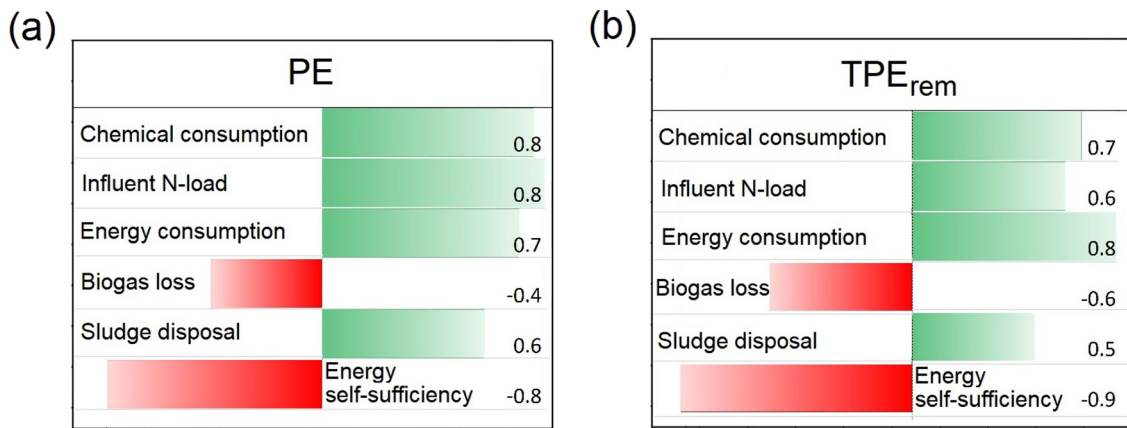 (a)
PE
Chemical consumption 0.8
Influent N-load 0.8
Energy consumption 0.7
Biogas loss -0.4
Sludge disposal 0.6
Energy
self-sufficiency -0.8
(b)
TPErem
Chemical consumption 0.7
Influent N-load 0.6
Energy consumption 0.8
Biogas loss -0.6
Sludge disposal 0.5
Energy
self-sufficiency -0.9